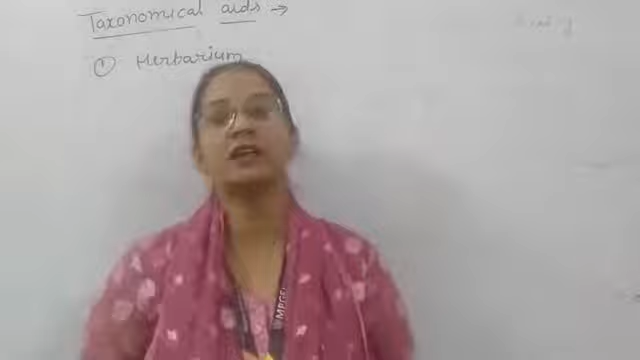 Taxonomical aids →
① Herbarium